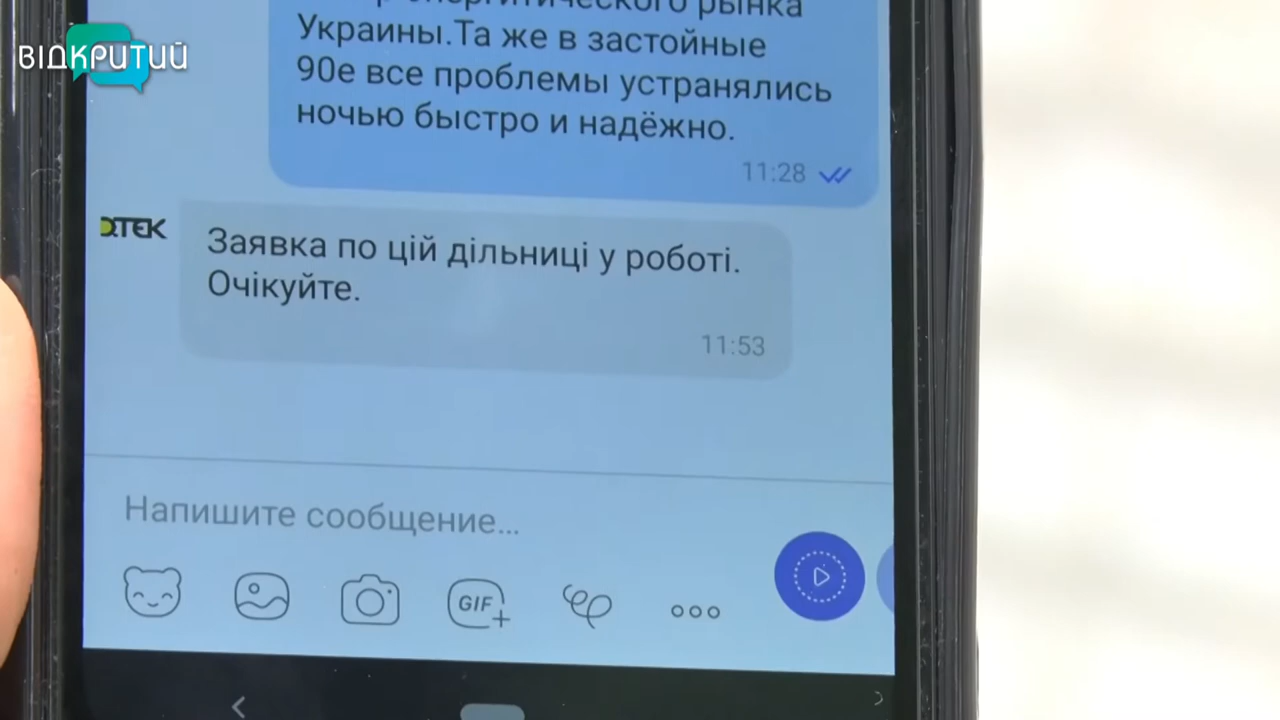 ВІДКРИТИЙ
рынка
Украины.Та же в застойные
90е все проблемы устранялись
ночью быстро и надёжно.
11:28
ДТЕК
Заявка по цій дільниці у роботі.
Очікуйте.
11:53
Напишите сообщение...
GIF